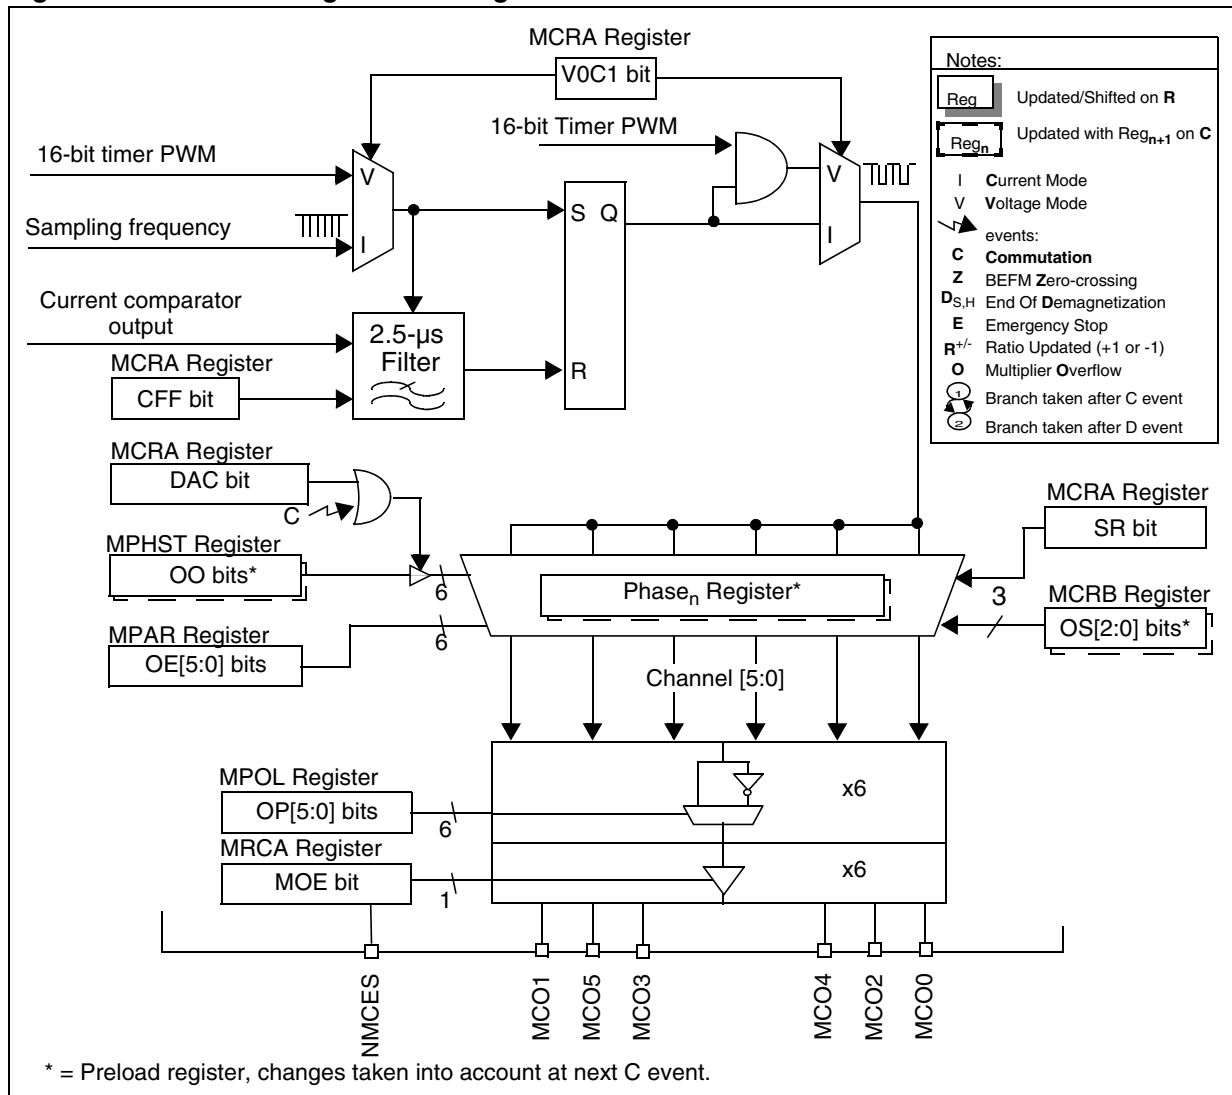 MCRA Register
V0C1 bit
16-bit timer PWM
16-bit Timer PWM
V
V
Sampling frequency
I
S Q
I
Current comparator
output
2.5-µs
Filter
R
MCRA Register
CFF bit
MCRA Register
DAC bit
C
MPHST Register
OO bits*
6
MPAR Register
OE[5:0] bits
6
Phasen Register*
MCRA Register
SR bit
3
MCRB Register
OS[2:0] bits*
Channel [5:0]
MPOL Register
OP[5:0] bits
6
x6
MRCA Register
MOE bit
1
x6
NMCES
MCO1
MCO5
MCO3
MCO4
MCO2
MCO0
Notes:
Reg Updated/Shifted on R
Regn Updated with Regn+1 on C
I Current Mode
V Voltage Mode
events:
C Commutation
Z BEFM Zero-crossing
DS,H End Of Demagnetization
E Emergency Stop
R+/- Ratio Updated (+1 or -1)
O Multiplier Overflow
1 Branch taken after C event
2 Branch taken after D event
* = Preload register, changes taken into account at next C event.